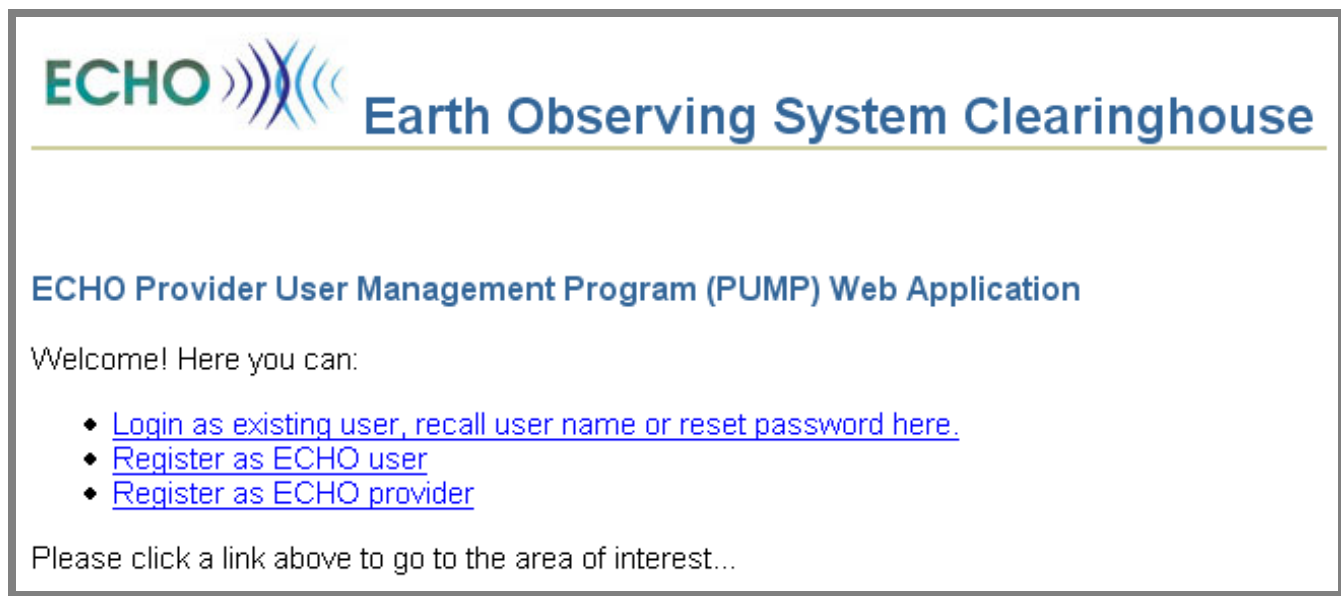 ECHO Earth Observing System Clearinghouse
ECHO Provider User Management Program (PUMP) Web Application
Welcome! Here you can:
Login as existing user, recall user name or reset password here.
Register as ECHO user
Register as ECHO provider
Please click a link above to go to the area of interest...